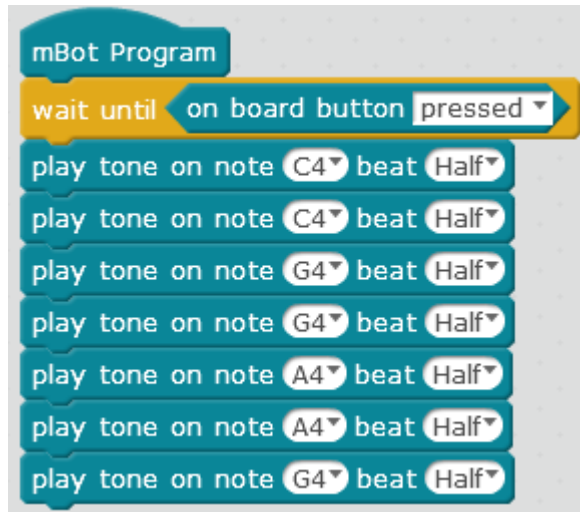 mBot Program
wait until on board button pressed
play tone on note C4 beat Half
play tone on note C4 beat Half
play tone on note G4 beat Half
play tone on note G4 beat Half
play tone on note A4 beat Half
play tone on note A4 beat Half
play tone on note G4 beat Half